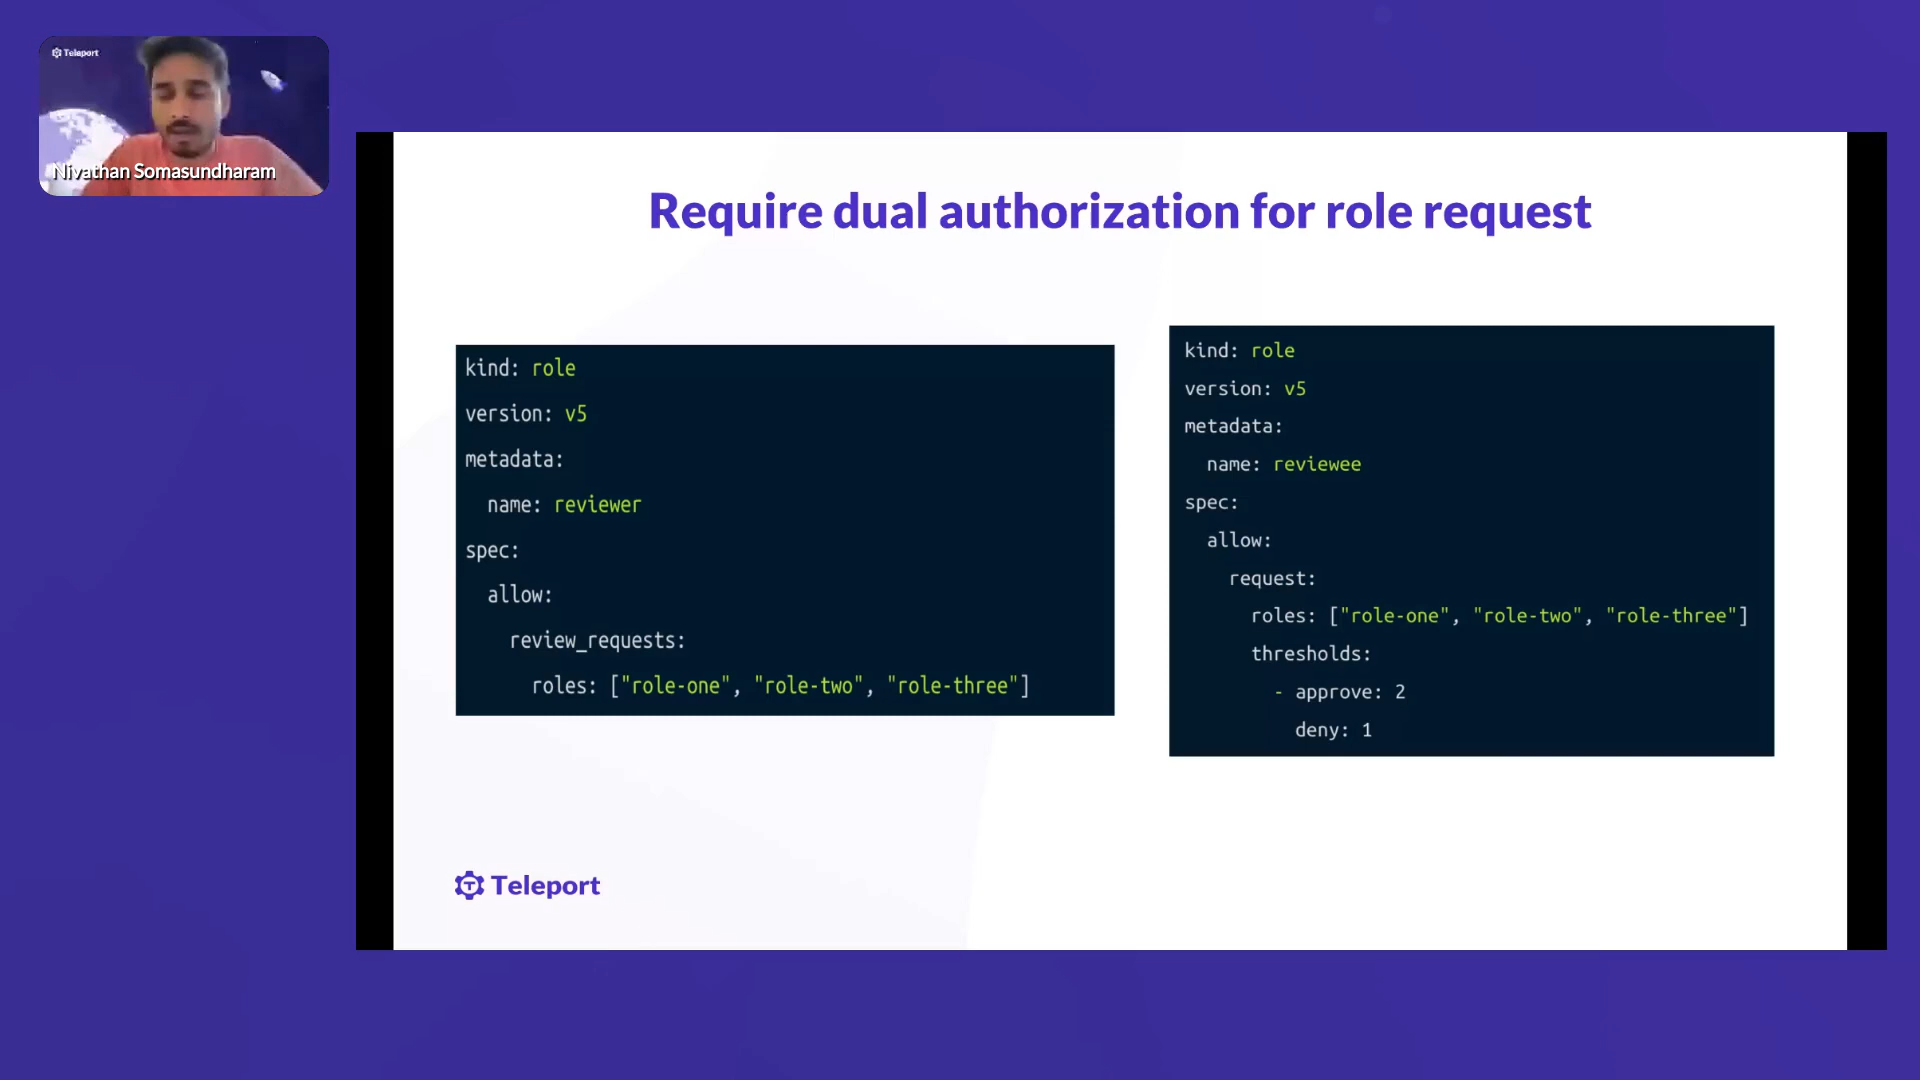 Teleport
Nivathan Somasundharam
Require dual authorization for role request
kind: role
version: v5
metadata:
  name: reviewer
spec:
  allow:
    review_requests:
      roles: ["role-one", "role-two", "role-three"]
kind: role
version: v5
metadata:
  name: reviewee
spec:
  allow:
    request:
      roles: ["role-one", "role-two", "role-three"]
      thresholds:
        - approve: 2
          deny: 1
Teleport